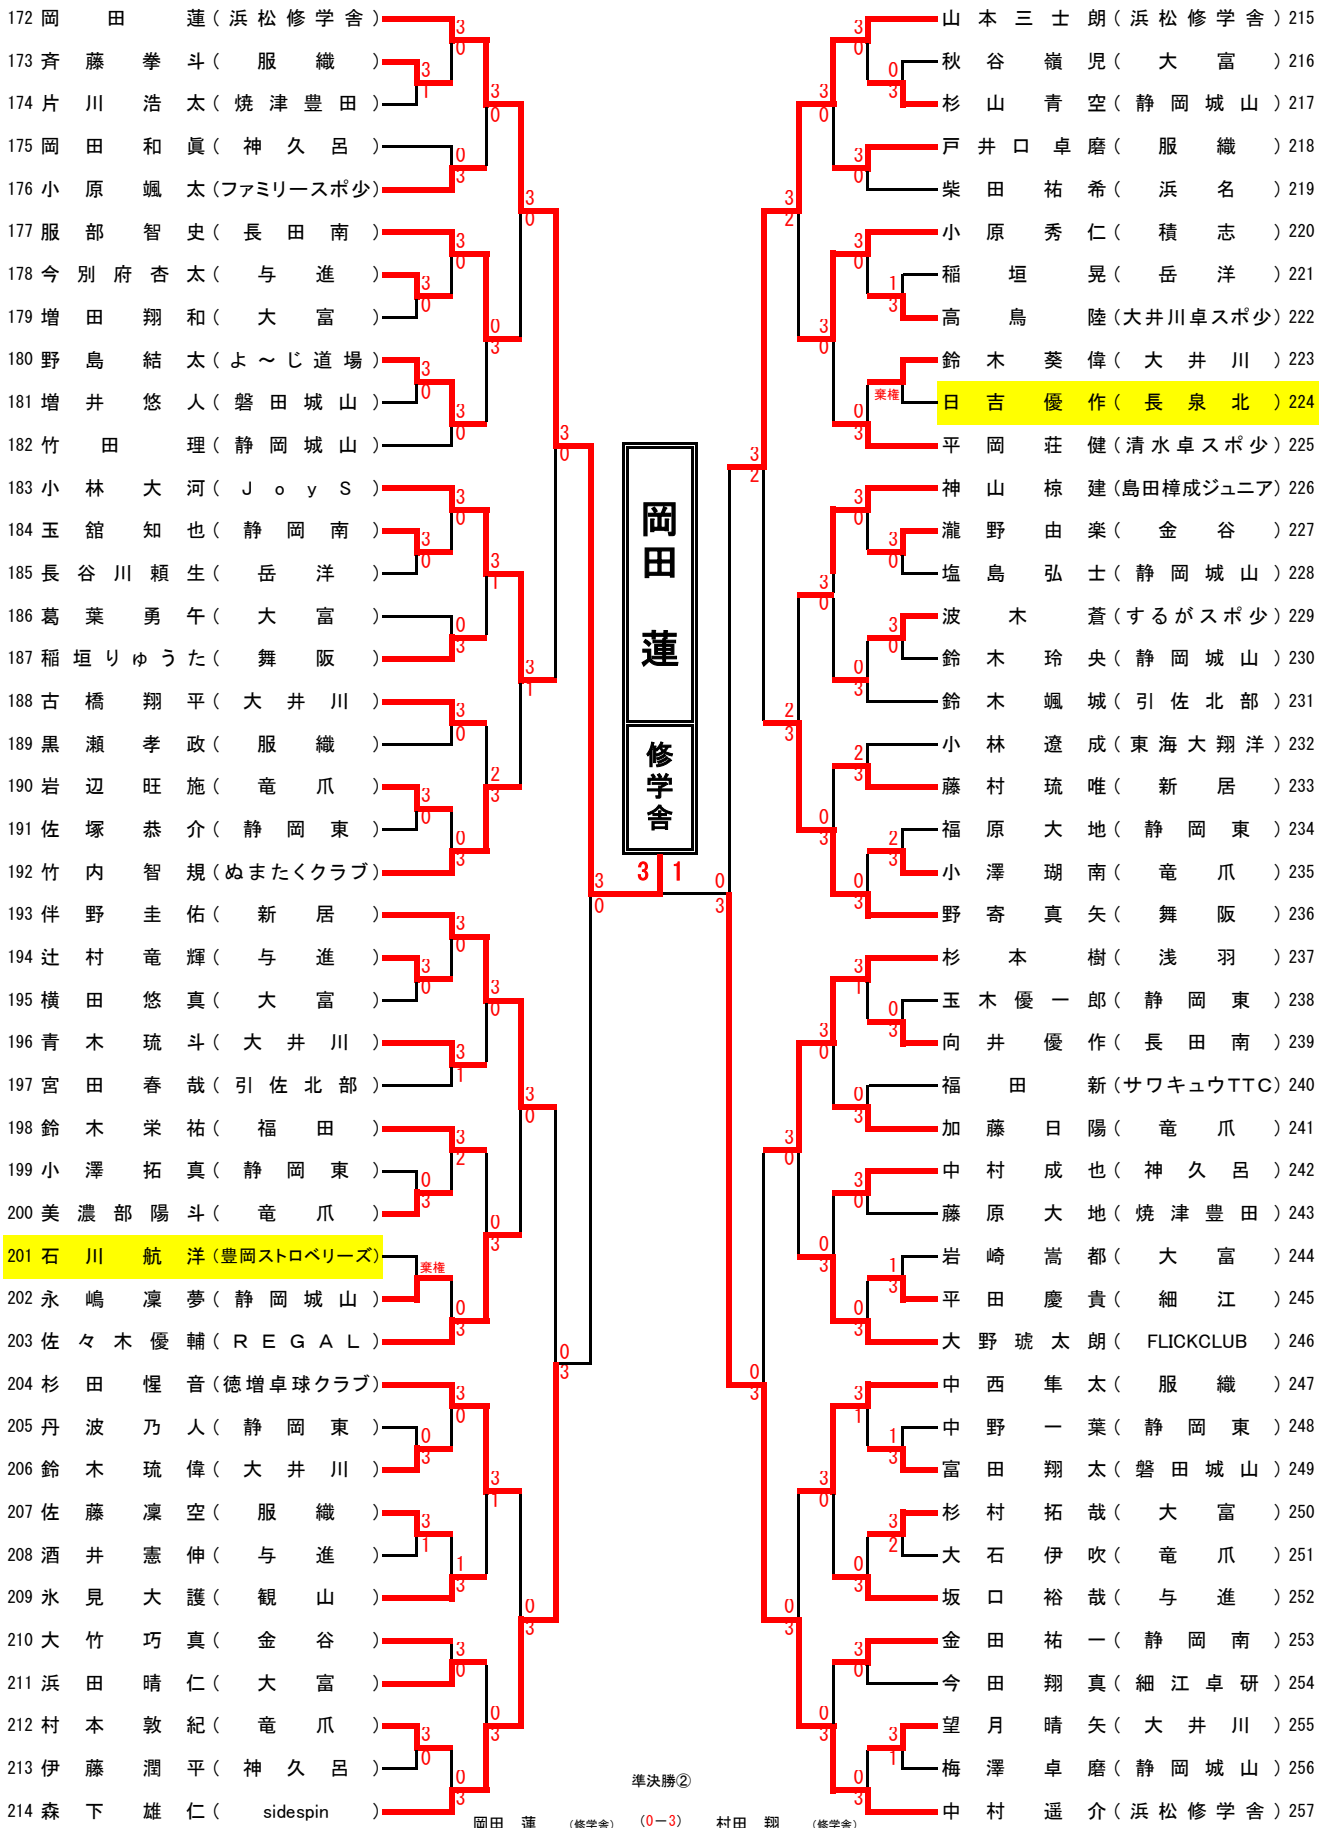 172 岡田 蓮 (浜松修学舎)
173 斉藤拳斗 (服織)
174 片川浩太 (焼津豊田)
175 岡田和眞 (神久呂)
176 小原颯太 (ファミリースポ少)
177 服部智史 (長田南)
178 今別府杏太 (与進)
179 増田翔和 (大富)
180 野島結太 (よ~じ道場)
181 増井悠人 (磐田城山)
182 竹田理 (静岡城山)
183 小林大河 (JoyS)
184 玉舘知也 (静岡南)
185 長谷川頼生 (岳洋)
186 葛葉勇午 (大富)
187 稲垣りゅうた (舞阪)
188 古橋翔平 (大井川)
189 黒瀬孝政 (服織)
190 岩辺旺施 (竜爪)
191 佐塚恭介 (静岡東)
192 竹内智規 (ぬまたくクラブ)
193 伴野圭佑 (新居)
194 辻村竜輝 (与進)
195 横田悠真 (大富)
196 青木琉斗 (大井川)
197 宮田春哉 (引佐北部)
198 鈴木栄祐 (福田)
199 小澤拓真 (静岡東)
200 美濃部陽斗 (竜爪)
201 石川航洋 (豊岡ストロベリーズ)
棄権
202 永嶋凜夢 (静岡城山)
203 佐々木優輔 (REGAL)
204 杉田惺音 (徳増卓球クラブ)
205 丹波乃人 (静岡東)
206 鈴木琉偉 (大井川)
207 佐藤凜空 (服織)
208 酒井憲伸 (与進)
209 氷見大護 (観山)
210 大竹巧真 (金谷)
211 浜田晴仁 (大富)
212 村本敦紀 (竜爪)
213 伊藤潤平 (神久呂)
214 森下雄仁 (sidespin)
岡田 蓮
修学舎
3 1
山本三士朗 (浜松修学舎) 215
秋谷嶺児 (大富) 216
杉山青空 (静岡城山) 217
戸井口卓磨 (服織) 218
柴田祐希 (浜名) 219
小原秀仁 (積志) 220
稲垣晃 (岳洋) 221
高鳥陸 (大井川卓スポ少) 222
鈴木葵偉 (大井川) 223
棄権
日吉優作 (長泉北) 224
平岡荘健 (清水卓スポ少) 225
神山椋建 (島田樟成ジュニア) 226
瀧野由楽 (金谷) 227
塩島弘士 (静岡城山) 228
波木蒼 (するがスポ少) 229
鈴木玲央 (静岡城山) 230
鈴木颯城 (引佐北部) 231
小林遼成 (東海大翔洋) 232
藤村琉唯 (新居) 233
福原大地 (静岡東) 234
小澤瑚南 (竜爪) 235
野寄真矢 (舞阪) 236
杉本樹 (浅羽) 237
玉木優一郎 (静岡東) 238
向井優作 (長田南) 239
福田新 (サワキュウTTC) 240
加藤日陽 (竜爪) 241
中村成也 (神久呂) 242
藤原大地 (焼津豊田) 243
岩崎嵩都 (大富) 244
平田慶貴 (細江) 245
大野琥太朗 (FLICKCLUB) 246
中西隼太 (服織) 247
中野一葉 (静岡東) 248
富田翔太 (磐田城山) 249
杉村拓哉 (大富) 250
大石伊吹 (竜爪) 251
坂口裕哉 (与進) 252
金田祐一 (静岡南) 253
今田翔真 (細江卓研) 254
望月晴矢 (大井川) 255
梅澤卓磨 (静岡城山) 256
中村遥介 (浜松修学舎) 257
準決勝②
岡田 蓮 (修学舎) (0-3) 村田 翔 (修学舎)